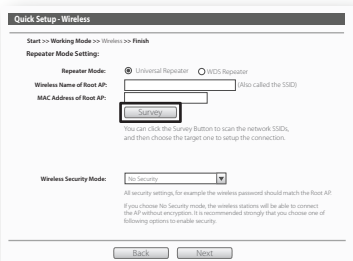 Quick Setup - Wireless
Start >> Working Mode >> Wireless >> Finish
Repeater Mode Setting:
Repeater Mode: Universal Repeater WDS Repeater
Wireless Name of Root AP: (Also called the SSID)
MAC Address of Root AP:
Survey
You can click the Survey Button to scan the network SSIDs,
and then choose the target one to setup the connection.
Wireless Security Mode: No Security
All security settings, for example the wireless password should match the Root AP.
If you choose No Security mode, the wireless stations will be able to connect
the AP without encryption. It is recommended strongly that you choose one of
following options to enable security.
Back Next